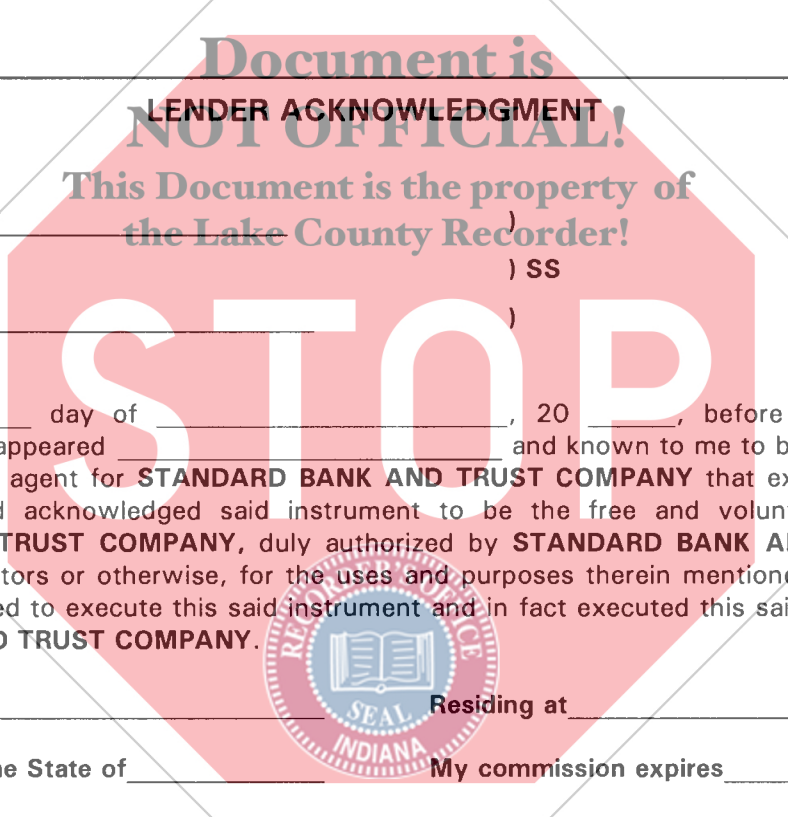 Document is
LENDER ACKNOWLEDGMENT
NOT OFFICIAL!
This Document is the property of
the Lake County Recorder!
)
) SS
)
STOP
day of , 20 , before
appeared and known to me to b
agent for STANDARD BANK AND TRUST COMPANY that ex
d acknowledged said instrument to be the free and volun
TRUST COMPANY, duly authorized by STANDARD BANK A
tors or otherwise, for the uses and purposes therein mentione
ed to execute this said instrument and in fact executed this sai
D TRUST COMPANY.
RECORDER'S OFFICE
SEAL
INDIANA
Residing at
ne State of My commission expires